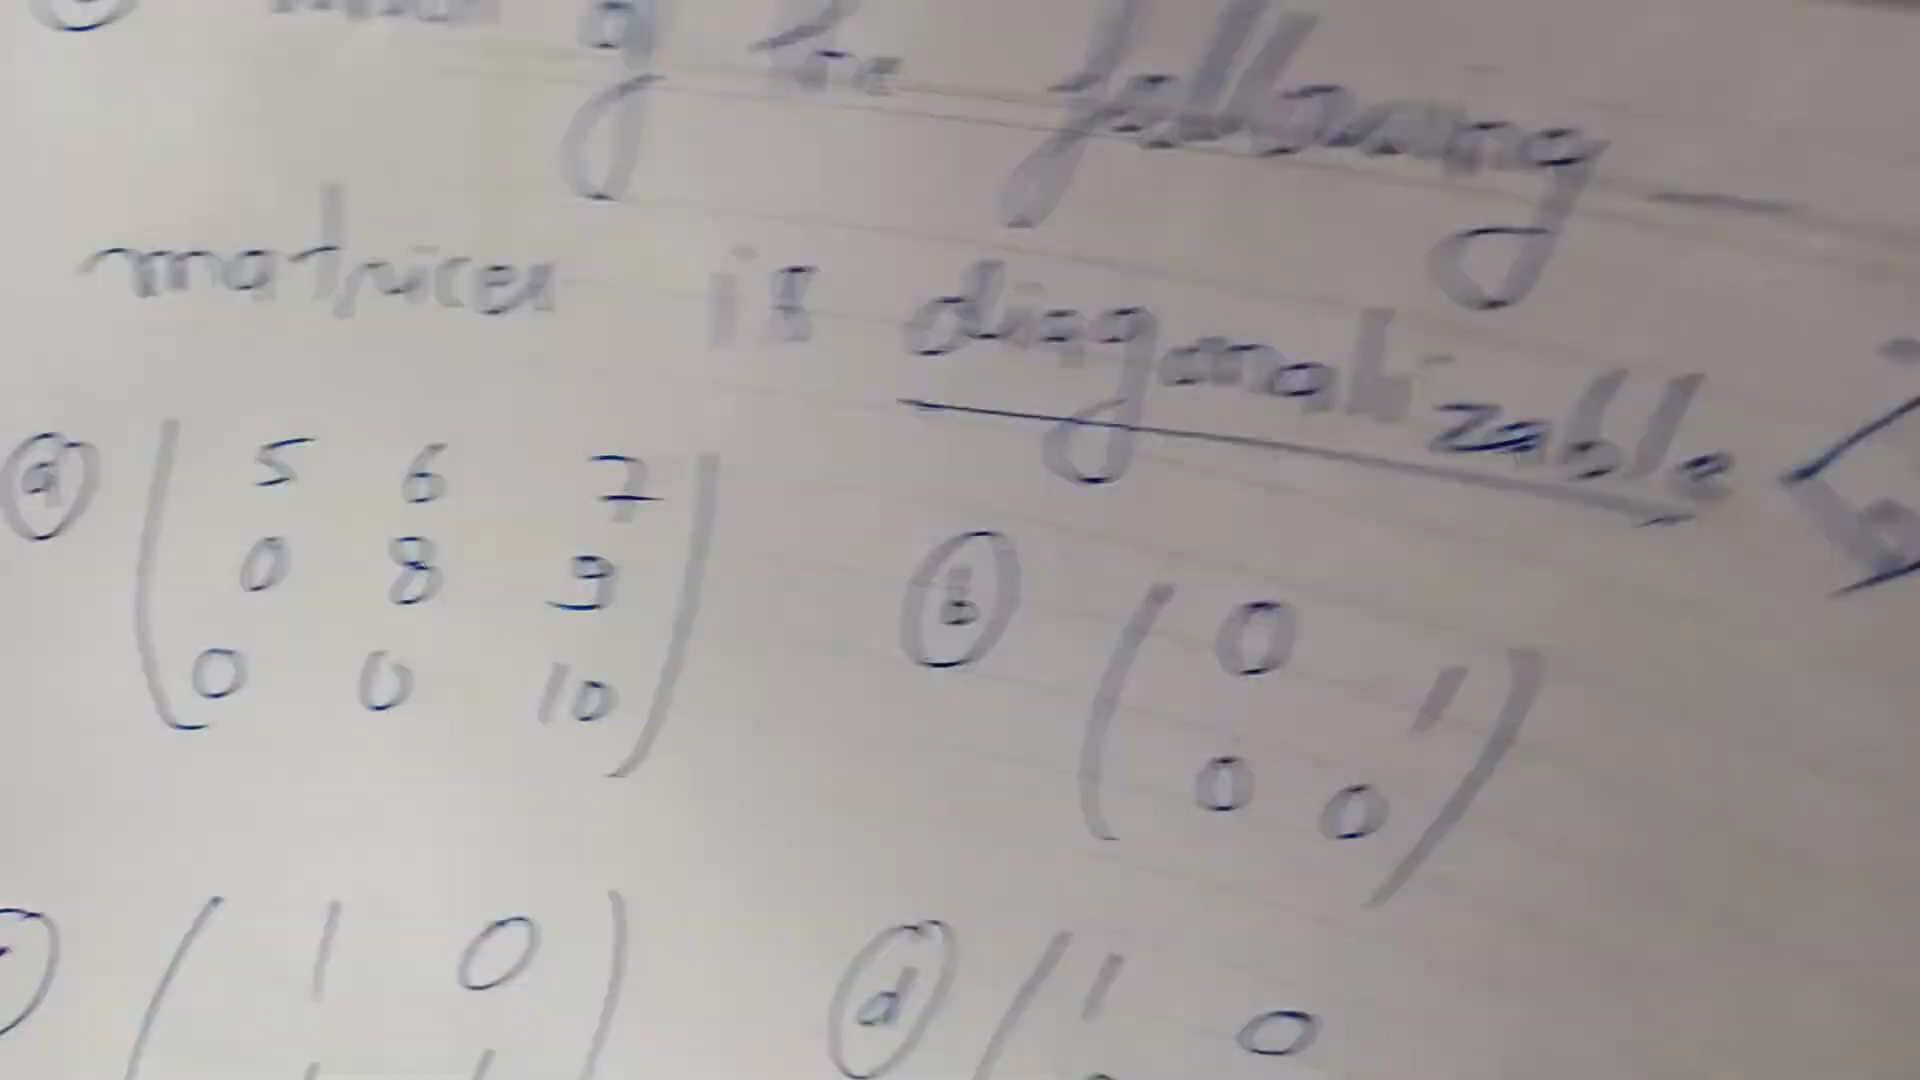 of the following
matrices is diagonalizable
(a) ( 5 6 7
0 8 9
0 0 10 )
(b) ( 0 1
0 0 )
( 1 0 )
(d) ( 1 0